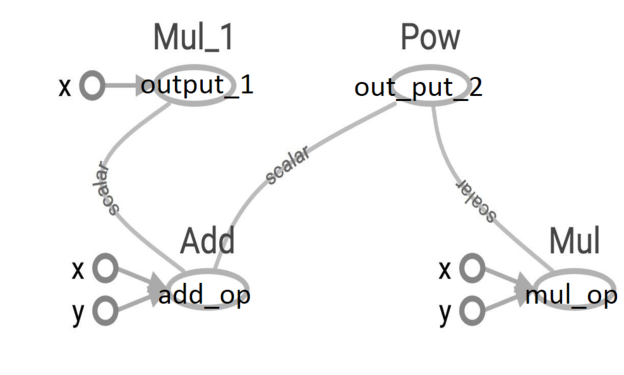 Mul_1
Pow
x
output_1
out_put_2
scalar
scalar
scalar
Add
Mul
x
x
add_op
mul_op
y
y